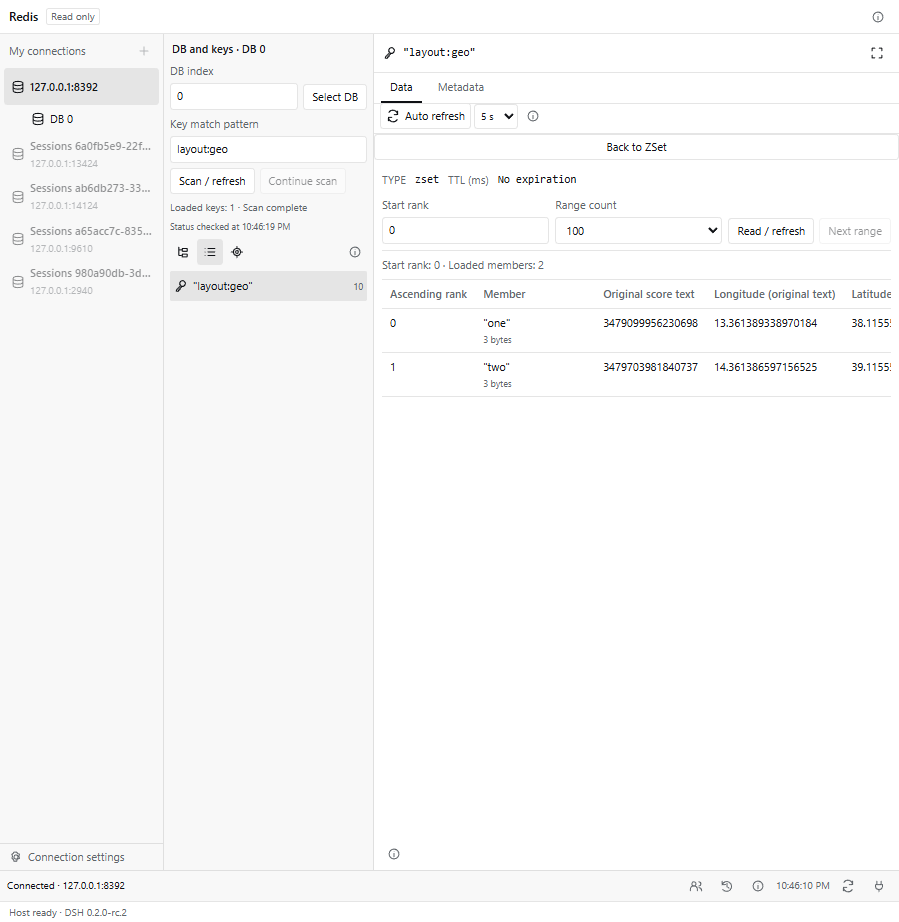 Redis Read only
My connections
127.0.0.1:8392
DB 0
Sessions 6a0fb5e9-22f...
127.0.0.1:13424
Sessions ab6db273-33...
127.0.0.1:14124
Sessions a65acc7c-835...
127.0.0.1:9610
Sessions 980a90db-3d...
127.0.0.1:2940
Connection settings
DB and keys · DB 0
DB index
0 Select DB
Key match pattern
layout:geo
Scan / refresh Continue scan
Loaded keys: 1 · Scan complete
Status checked at 10:46:19 PM
"layout:geo" 10
"layout:geo"
Data Metadata
Auto refresh 5 s
Back to ZSet
TYPE zset TTL (ms) No expiration
Start rank Range count
0 100 Read / refresh Next range
Start rank: 0 · Loaded members: 2
Ascending rank Member Original score text Longitude (original text) Latitude
0 "one" 3479099956230698 13.361389338970184 38.1155
3 bytes
1 "two" 3479703981840737 14.361386597156525 39.1155
3 bytes
Connected · 127.0.0.1:8392 10:46:10 PM
Host ready · DSH 0.2.0-rc.2